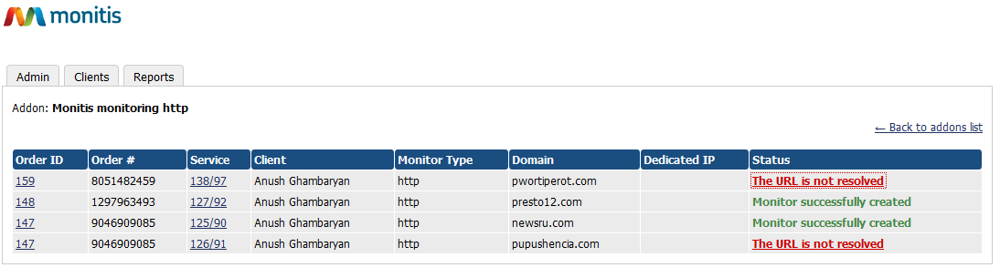 monitis
Admin Clients Reports
Addon: Monitis monitoring http
← Back to addons list
Order ID Order # Service Client Monitor Type Domain Dedicated IP Status
159 8051482459 138/97 Anush Ghambaryan http pwortiperot.com The URL is not resolved
148 1297963493 127/92 Anush Ghambaryan http presto12.com Monitor successfully created
147 9046909085 125/90 Anush Ghambaryan http newsru.com Monitor successfully created
147 9046909085 126/91 Anush Ghambaryan http pupushencia.com The URL is not resolved